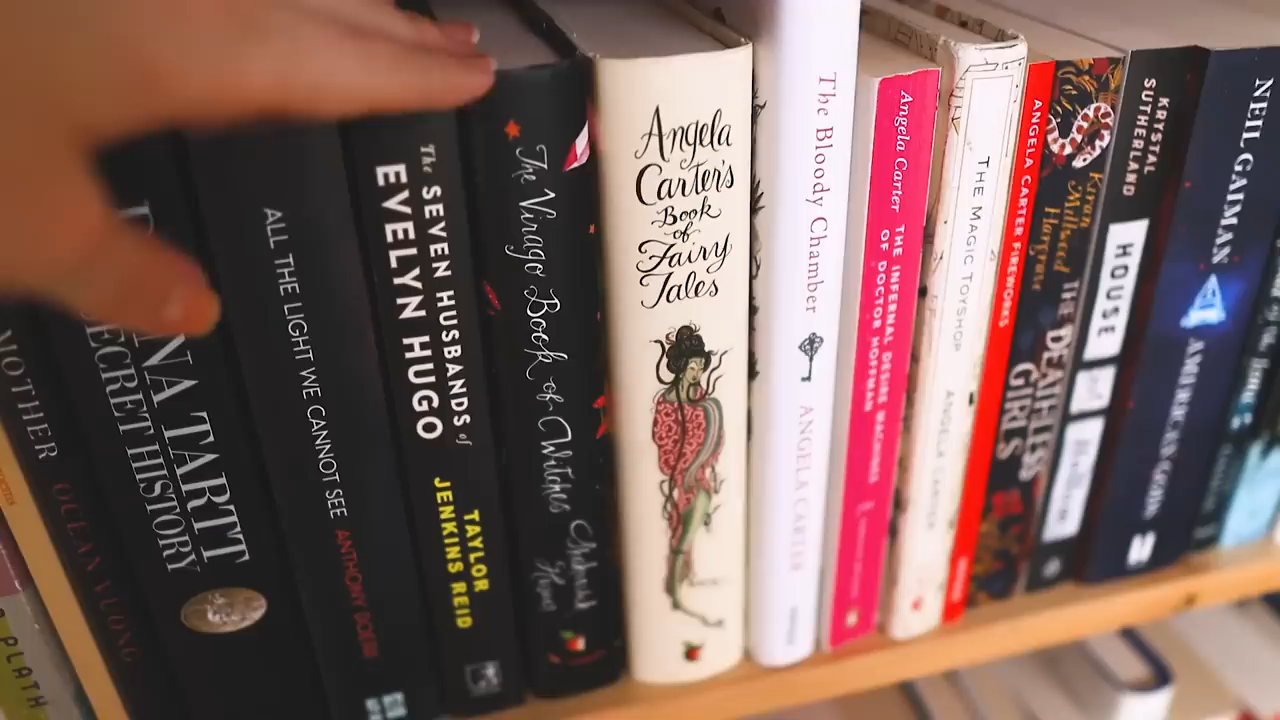 PLATH
MOTHER
OCEAN VUONG
NA TARTT
SECRET HISTORY
ALL THE LIGHT WE CANNOT SEE
ANTHONY DOERR
The SEVEN HUSBANDS of
EVELYN HUGO
TAYLOR
JENKINS REID
The Virago Book of Witches
Angela
Carter's
Book
of
Fairy
Tales
The Bloody Chamber
ANGELA CARTER
Angela Carter
THE INFERNAL DESIRE MACHINES
OF DOCTOR HOFFMAN
THE MAGIC TOYSHOP
ANGELA CARTER
ANGELA CARTER FIREWORKS
Kiran
Millwood
Hargrave
THE DEATHLESS
GIRLS
KRYSTAL
SUTHERLAND
HOUSE
of
Hollow
NEIL GAIMAN
AMERICAN GODS